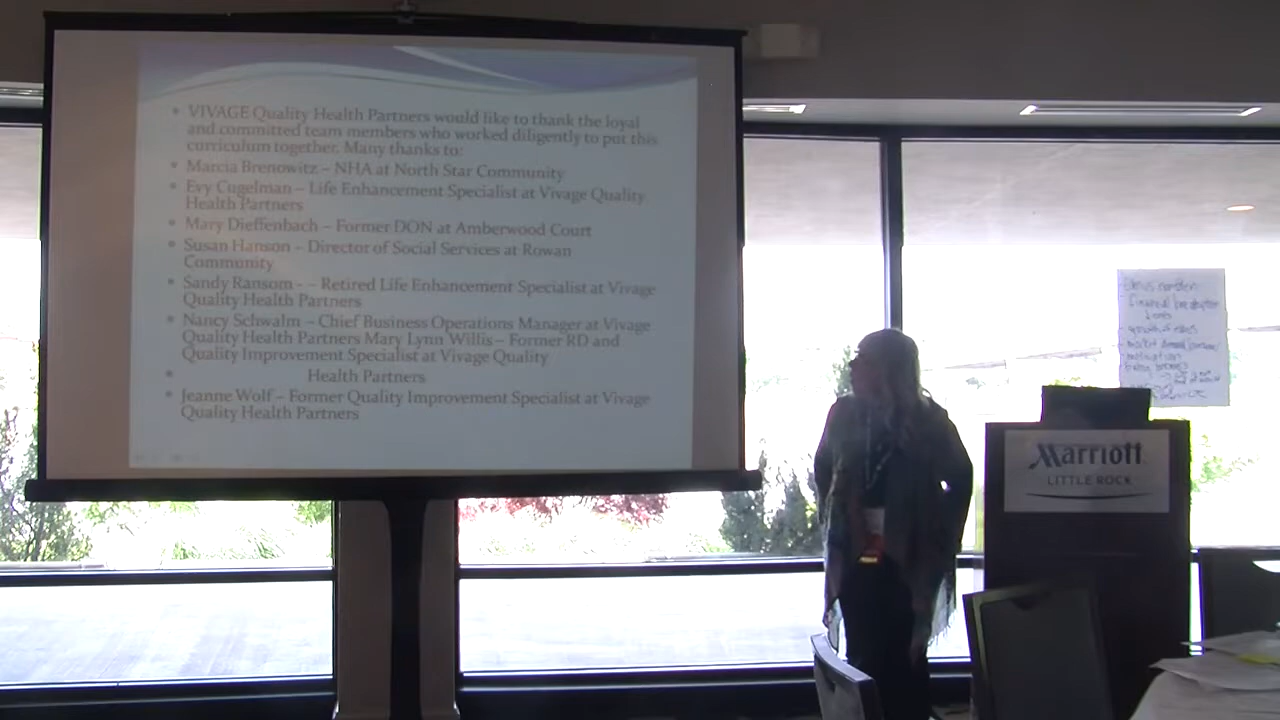 VIVAGE Quality Health Partners would like to thank the loyal
and committed team members who worked diligently to put this
curriculum together. Many thanks to:
Marcia Brenowitz – NHA at North Star Community
Evy Cugelman – Life Enhancement Specialist at Vivage Quality
Health Partners
Mary Dieffenbach – Former DON at Amberwood Court
Susan Hanson – Director of Social Services at Rowan
Community
Sandy Ransom - – Retired Life Enhancement Specialist at Vivage
Quality Health Partners
Nancy Schwalm – Chief Business Operations Manager at Vivage
Quality Health Partners Mary Lynn Willis – Former RD and
Quality Improvement Specialist at Vivage Quality
Health Partners
Jeanne Wolf – Former Quality Improvement Specialist at Vivage
Quality Health Partners
Marriott
LITTLE ROCK